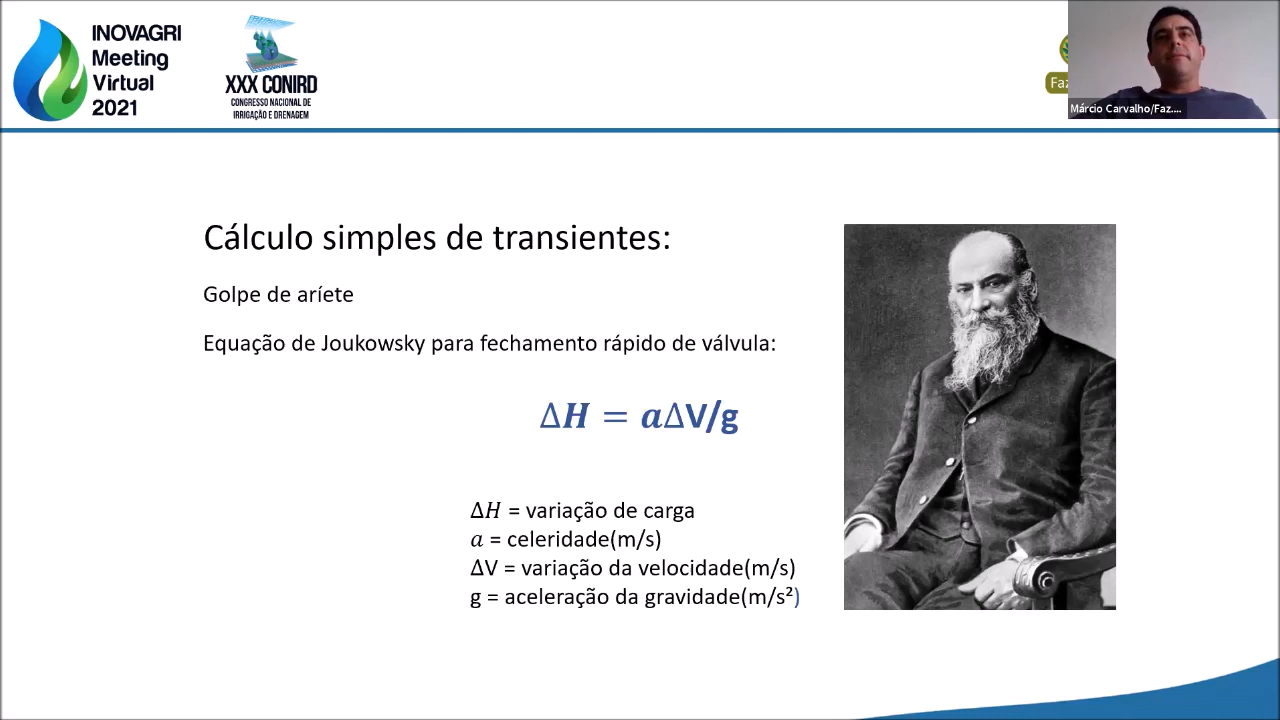 INOVAGRI
Meeting
Virtual
2021
XXX CONIRD
CONGRESSO NACIONAL DE
IRRIGAÇÃO E DRENAGEM
Faz
Márcio Carvalho/Faz....
Cálculo simples de transientes:
Golpe de aríete
Equação de Joukowsky para fechamento rápido de válvula:
Δ𝑯 = 𝒂ΔV/g
Δ𝐻 = variação de carga
𝑎 = celeridade(m/s)
ΔV = variação da velocidade(m/s)
g = aceleração da gravidade(m/s²)